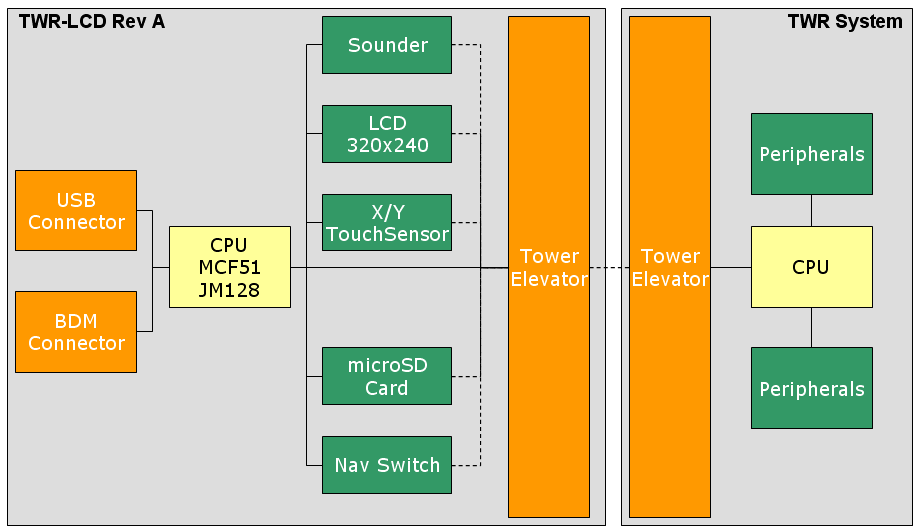 TWR-LCD Rev A
TWR System
Sounder
LCD
320x240
X/Y
TouchSensor
USB
Connector
CPU
MCF51
JM128
BDM
Connector
microSD
Card
Nav Switch
Tower
Elevator
Tower
Elevator
Peripherals
CPU
Peripherals